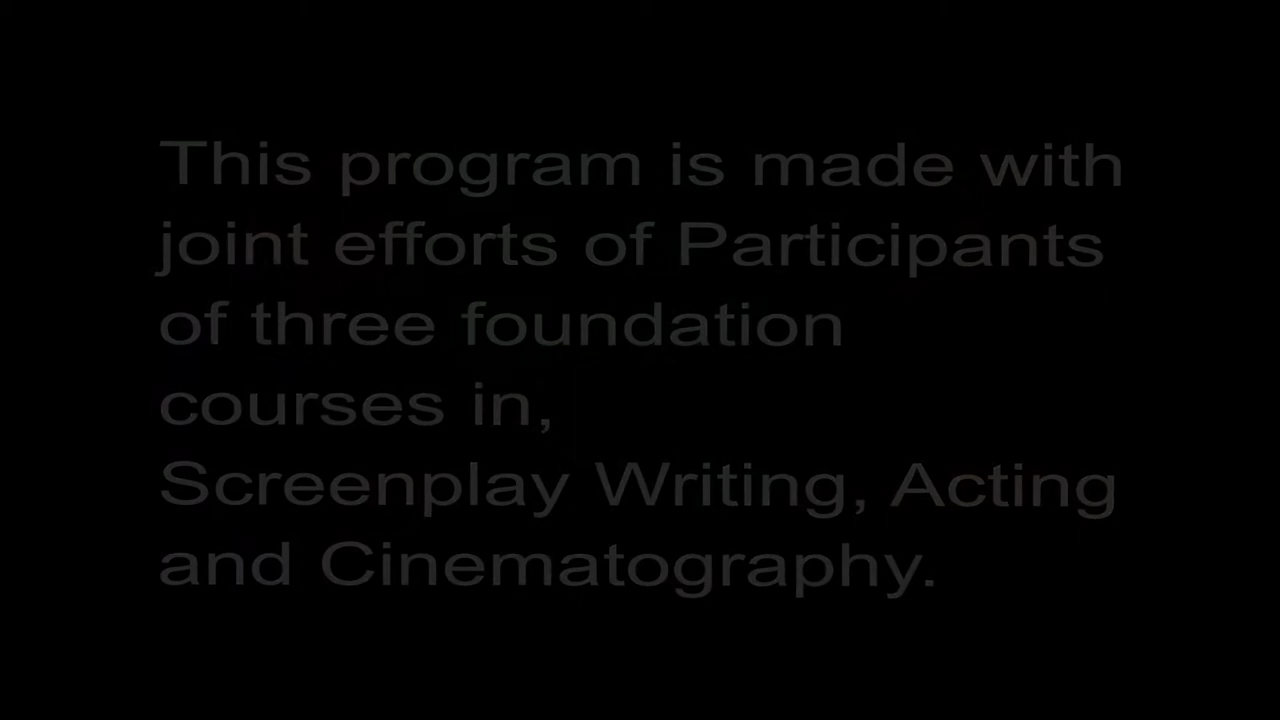 This program is made with
joint efforts of Participants
of three foundation
courses in,
Screenplay Writing, Acting
and Cinematography.